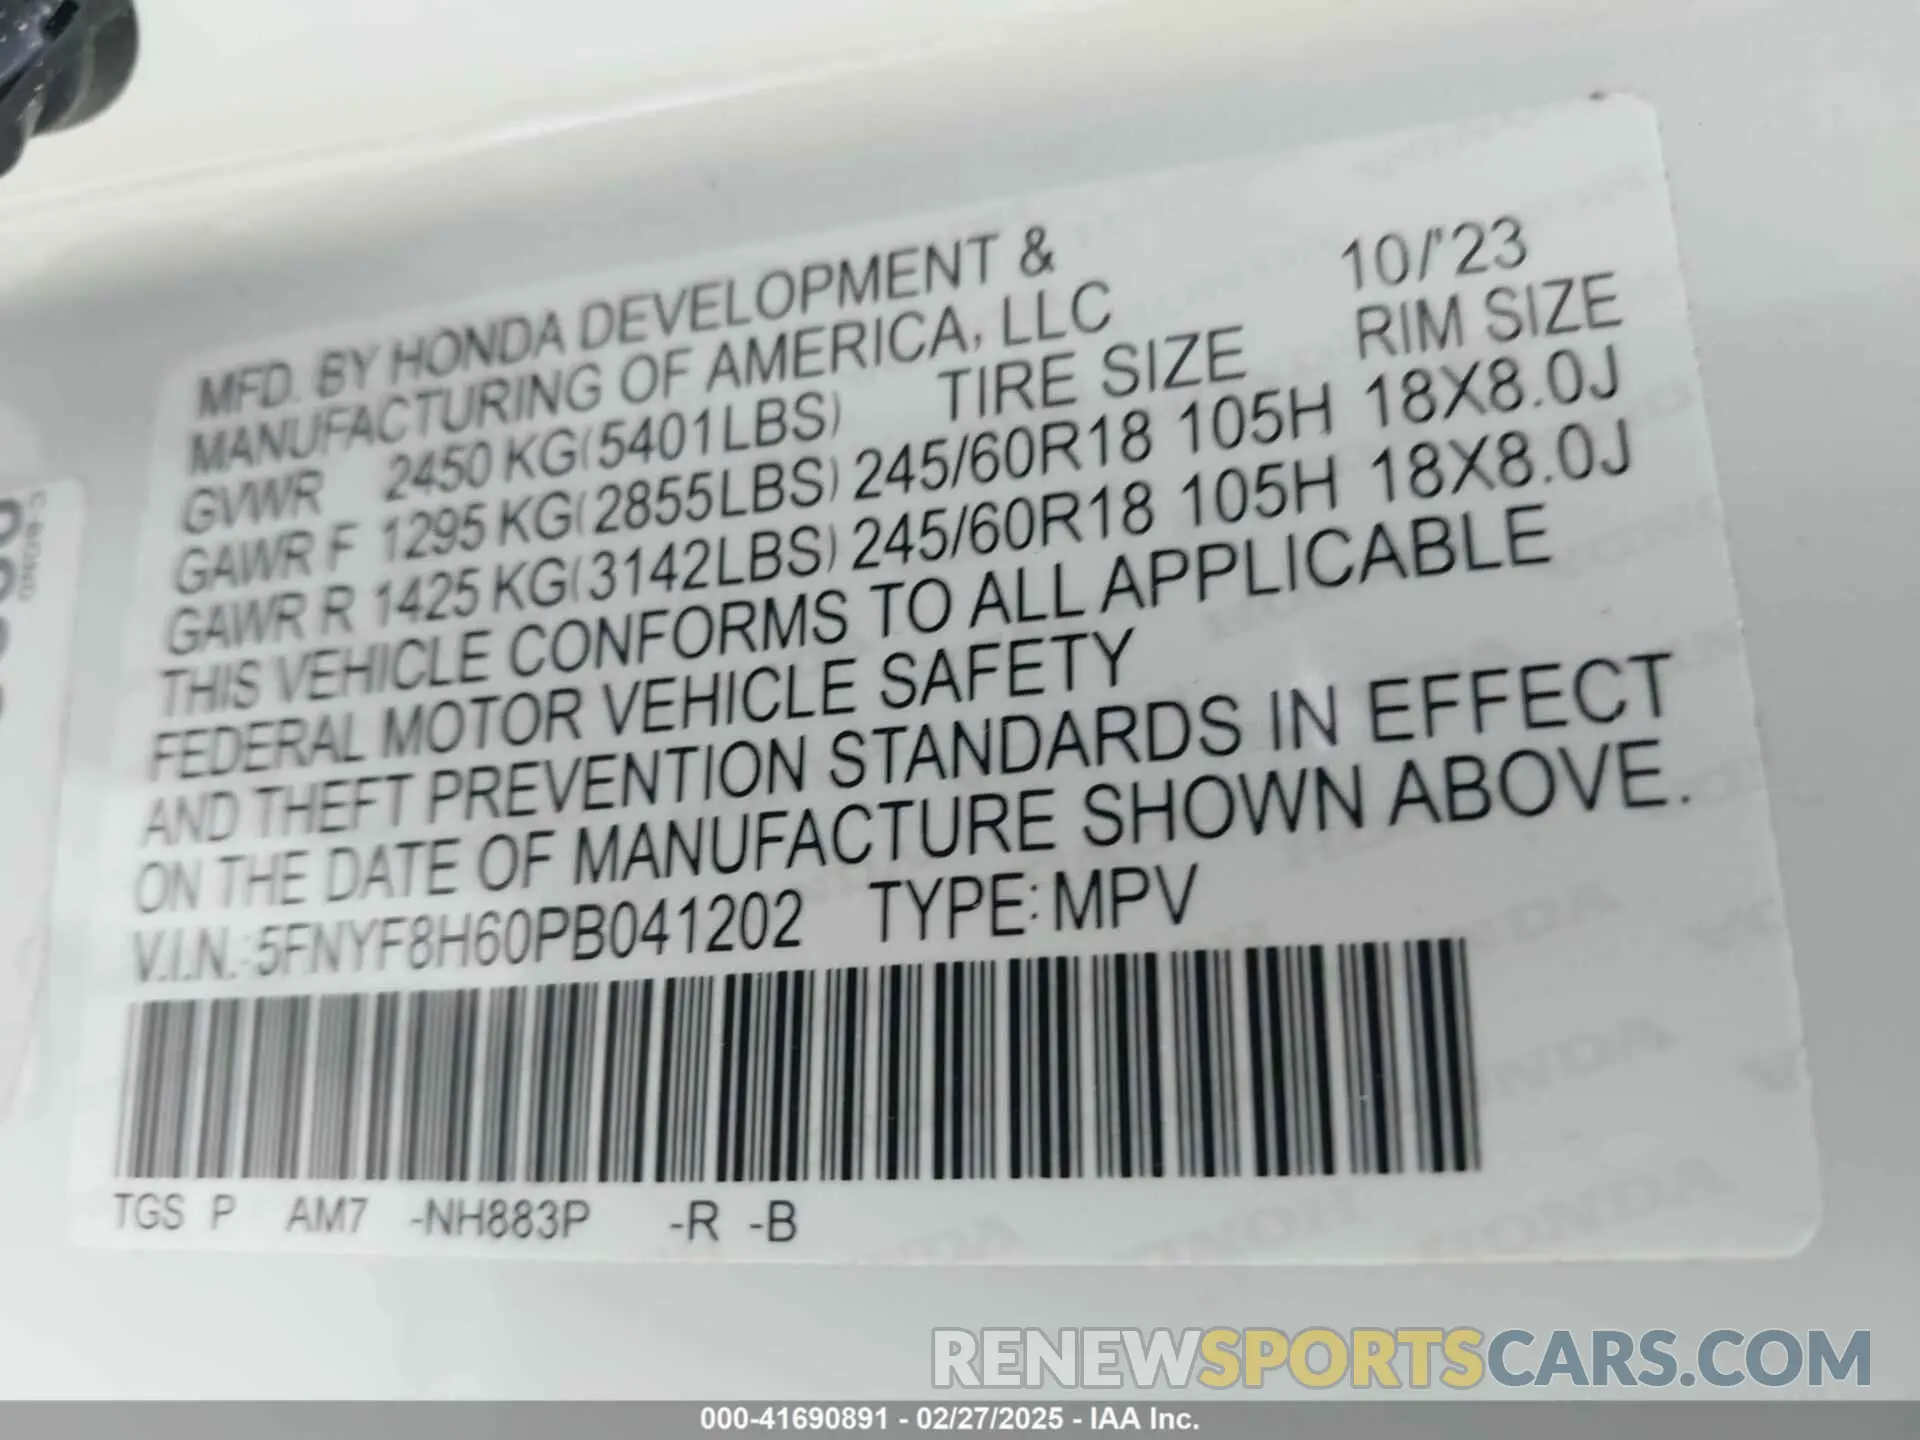 MFD. BY HONDA DEVELOPMENT & 10/'23
MANUFACTURING OF AMERICA, LLC
TIRE SIZE RIM SIZE
GVWR 2450 KG(5401LBS)
GAWR F 1295 KG(2855LBS) 245/60R18 105H 18X8.0J
GAWR R 1425 KG(3142LBS) 245/60R18 105H 18X8.0J
THIS VEHICLE CONFORMS TO ALL APPLICABLE
FEDERAL MOTOR VEHICLE SAFETY
AND THEFT PREVENTION STANDARDS IN EFFECT
ON THE DATE OF MANUFACTURE SHOWN ABOVE.
V.I.N.:5FNYF8H60PB041202 TYPE:MPV
TGS P AM7 -NH883P -R -B
RENEWSPORTSCARS.COM
000-41690891 - 02/27/2025 - IAA Inc.